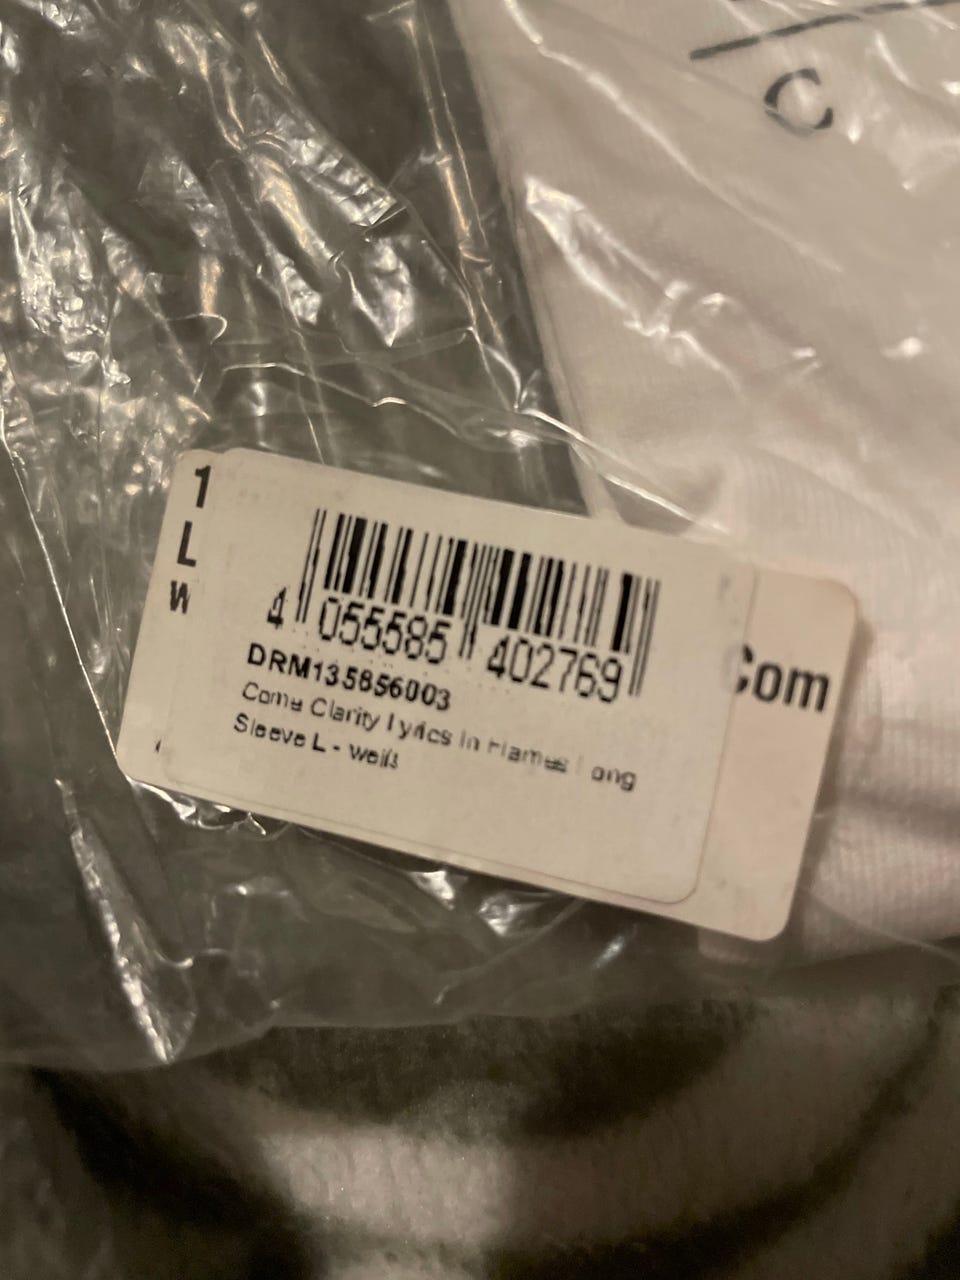 C
1
L
W
4 055585 402769
DRM135856003
Come Clarity Lyrics In Flames Long
Sleeve L - weiß
Com